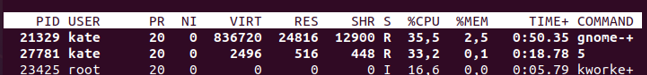 PID USER PR NI VIRT RES SHR S %CPU %MEM TIME+ COMMAND
21329 kate 20 0 836720 24816 12900 R 35,5 2,5 0:50.35 gnome-+
27781 kate 20 0 2496 516 448 R 33,2 0,1 0:18.78 5
23425 root 20 0 0 0 0 I 16,6 0,0 0:05.79 kworke+